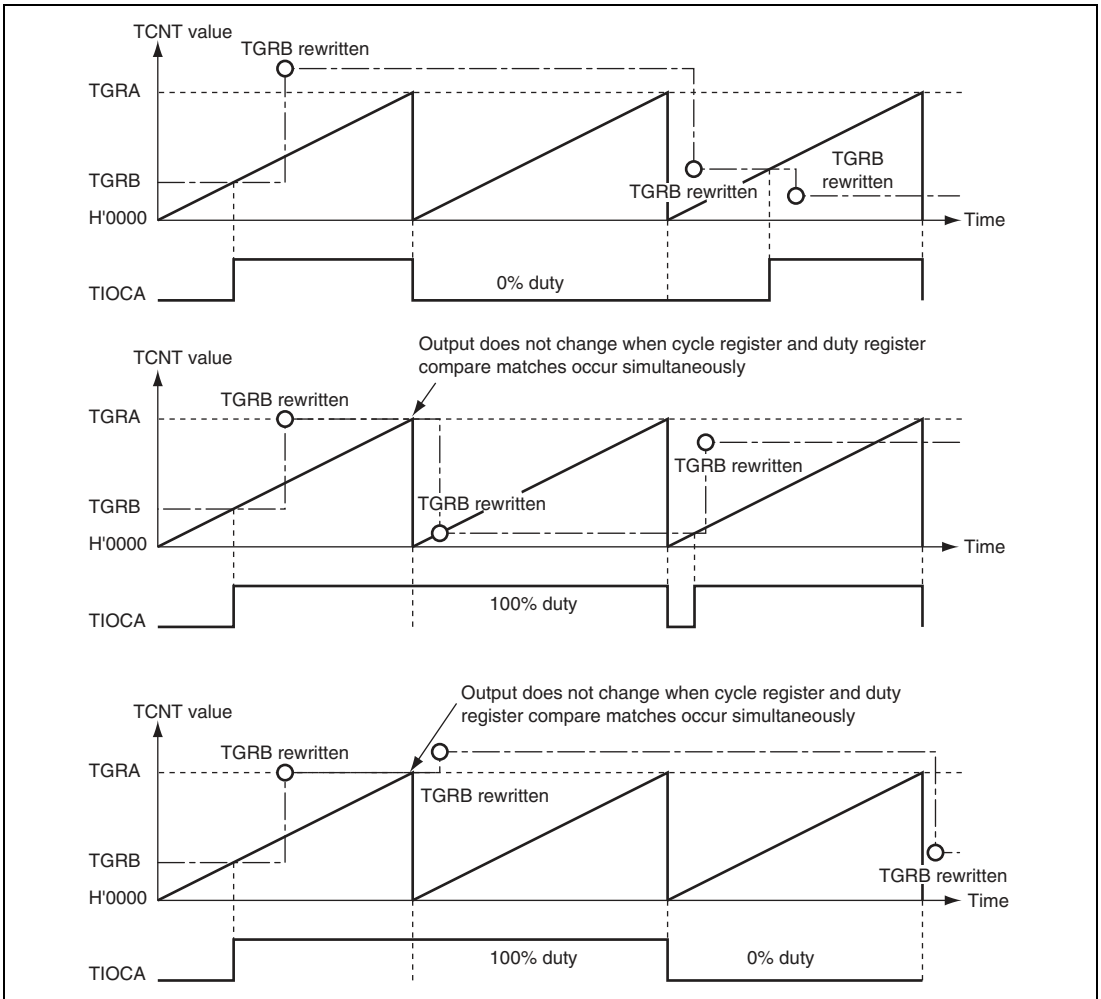 TCNT value
TGRB rewritten
TGRA
TGRB
rewritten
TGRB
TGRB rewritten
H'0000
Time
0% duty
TIOCA
Output does not change when cycle register and duty register
compare matches occur simultaneously
TCNT value
TGRB rewritten
TGRA
TGRB rewritten
TGRB rewritten
TGRB
H'0000
Time
100% duty
TIOCA
Output does not change when cycle register and duty
register compare matches occur simultaneously
TCNT value
TGRB rewritten
TGRA
TGRB rewritten
TGRB
TGRB rewritten
H'0000
Time
100% duty
0% duty
TIOCA